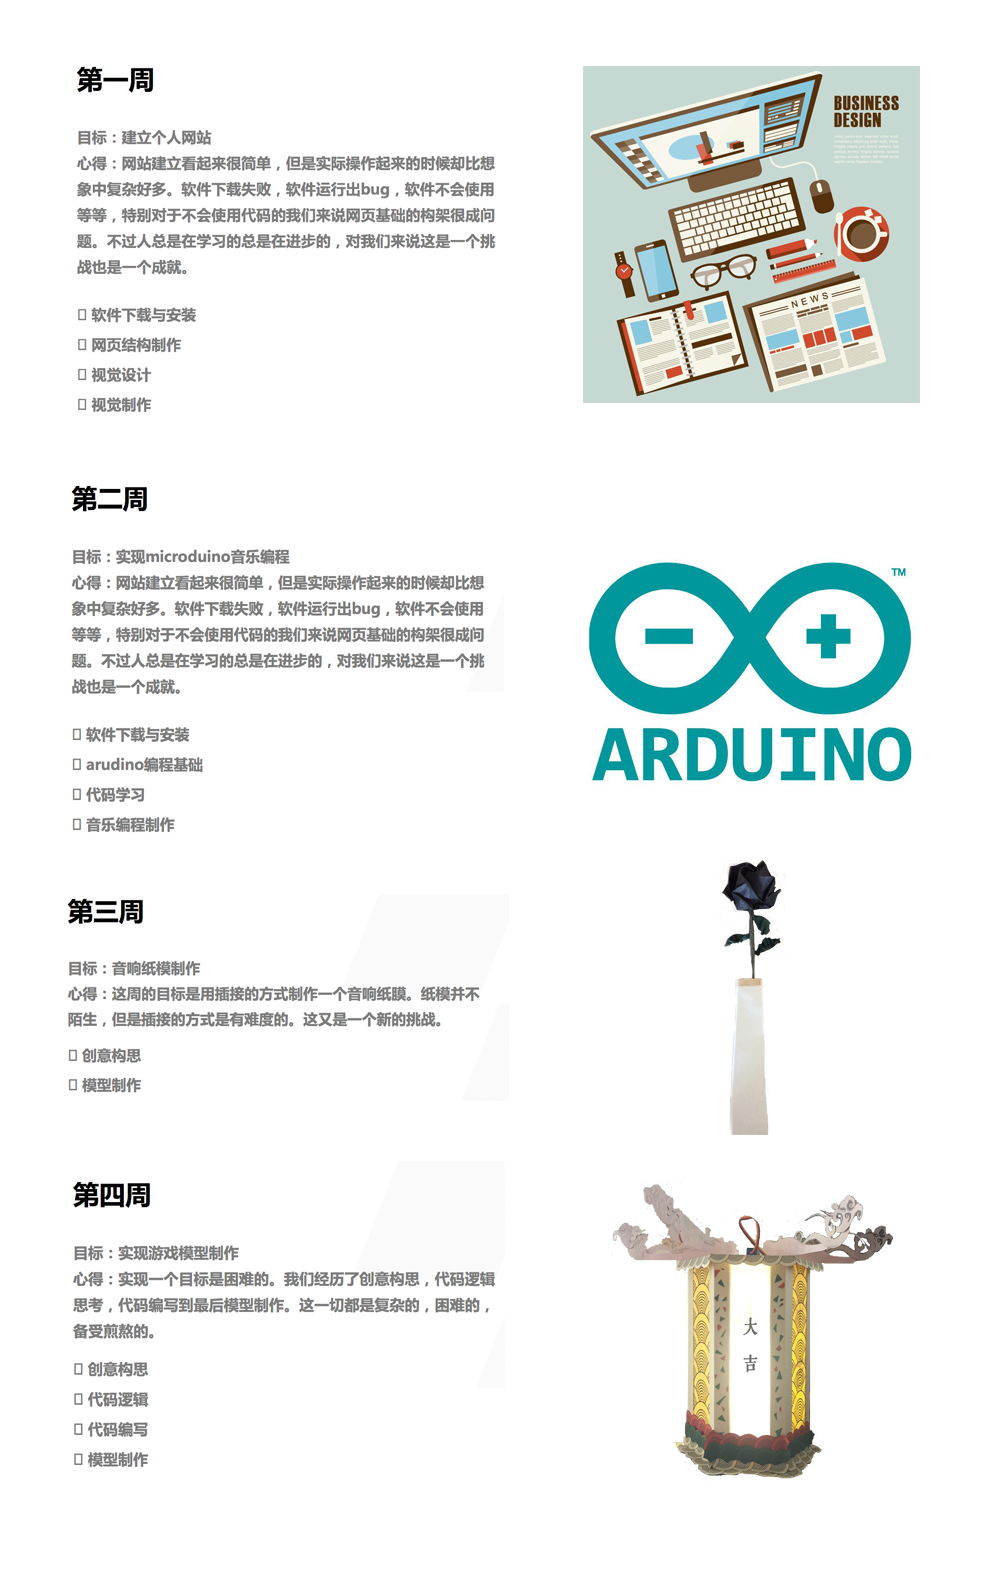 第一周
目标：建立个人网站
心得：网站建立看起来很简单，但是实际操作起来的时候却比想
象中复杂好多。软件下载失败，软件运行出bug，软件不会使用
等等，特别对于不会使用代码的我们来说网页基础的构架很成问
题。不过人总是在学习的总是在进步的，对我们来说这是一个挑
战也是一个成就。
软件下载与安装
网页结构制作
视觉设计
视觉制作
BUSINESS
DESIGN
NEWS
第二周
目标：实现microduino音乐编程
心得：网站建立看起来很简单，但是实际操作起来的时候却比想
象中复杂好多。软件下载失败，软件运行出bug，软件不会使用
等等，特别对于不会使用代码的我们来说网页基础的构架很成问
题。不过人总是在学习的总是在进步的，对我们来说这是一个挑
战也是一个成就。
软件下载与安装
arudino编程基础
代码学习
音乐编程制作
TM
ARDUINO
第三周
目标：音响纸模制作
心得：这周的目标是用插接的方式制作一个音响纸膜。纸模并不
陌生，但是插接的方式是有难度的。这又是一个新的挑战。
创意构思
模型制作
第四周
目标：实现游戏模型制作
心得：实现一个目标是困难的。我们经历了创意构思，代码逻辑
思考，代码编写到最后模型制作。这一切都是复杂的，困难的，
备受煎熬的。
创意构思
代码逻辑
代码编写
模型制作
大
吉